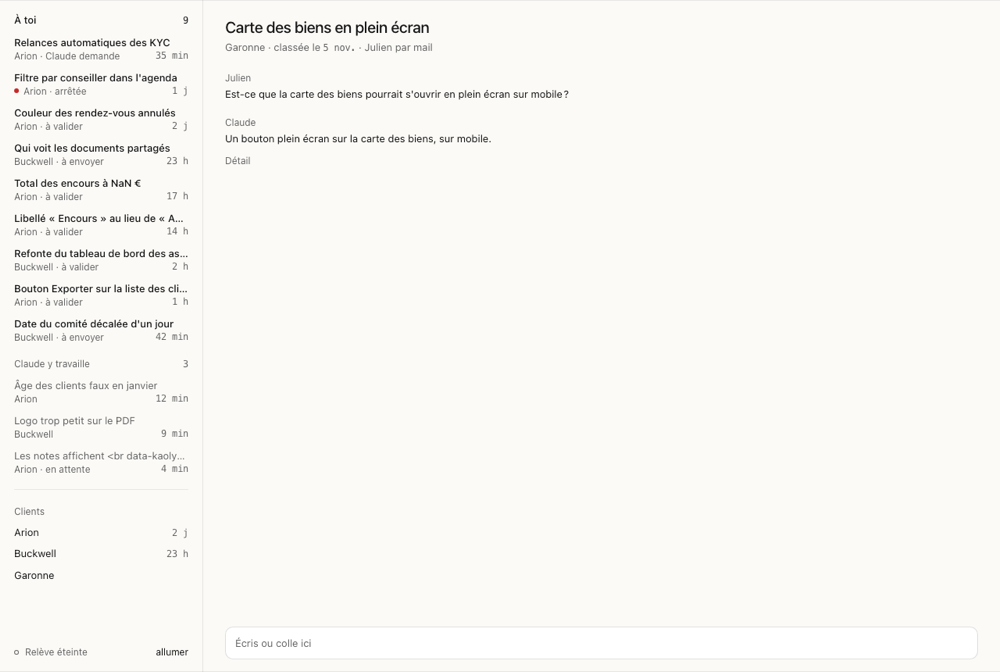 À toi 9
Relances automatiques des KYC
Arion · Claude demande 35 min
Filtre par conseiller dans l'agenda
Arion · arrêtée 1 j
Couleur des rendez-vous annulés
Arion · à valider 2 j
Qui voit les documents partagés
Buckwell · à envoyer 23 h
Total des encours à NaN €
Arion · à valider 17 h
Libellé « Encours » au lieu de « A...
Arion · à valider 14 h
Refonte du tableau de bord des as...
Buckwell · à valider 2 h
Bouton Exporter sur la liste des cli...
Arion · à valider 1 h
Date du comité décalée d'un jour
Buckwell · à envoyer 42 min
Claude y travaille 3
Âge des clients faux en janvier
Arion 12 min
Logo trop petit sur le PDF
Buckwell 9 min
Les notes affichent <br data-kaoly...
Arion · en attente 4 min
Clients
Arion 2 j
Buckwell 23 h
Garonne
Relève éteinte allumer
Carte des biens en plein écran
Garonne · classée le 5 nov. · Julien par mail
Julien
Est-ce que la carte des biens pourrait s'ouvrir en plein écran sur mobile ?
Claude
Un bouton plein écran sur la carte des biens, sur mobile.
Détail
Écris ou colle ici